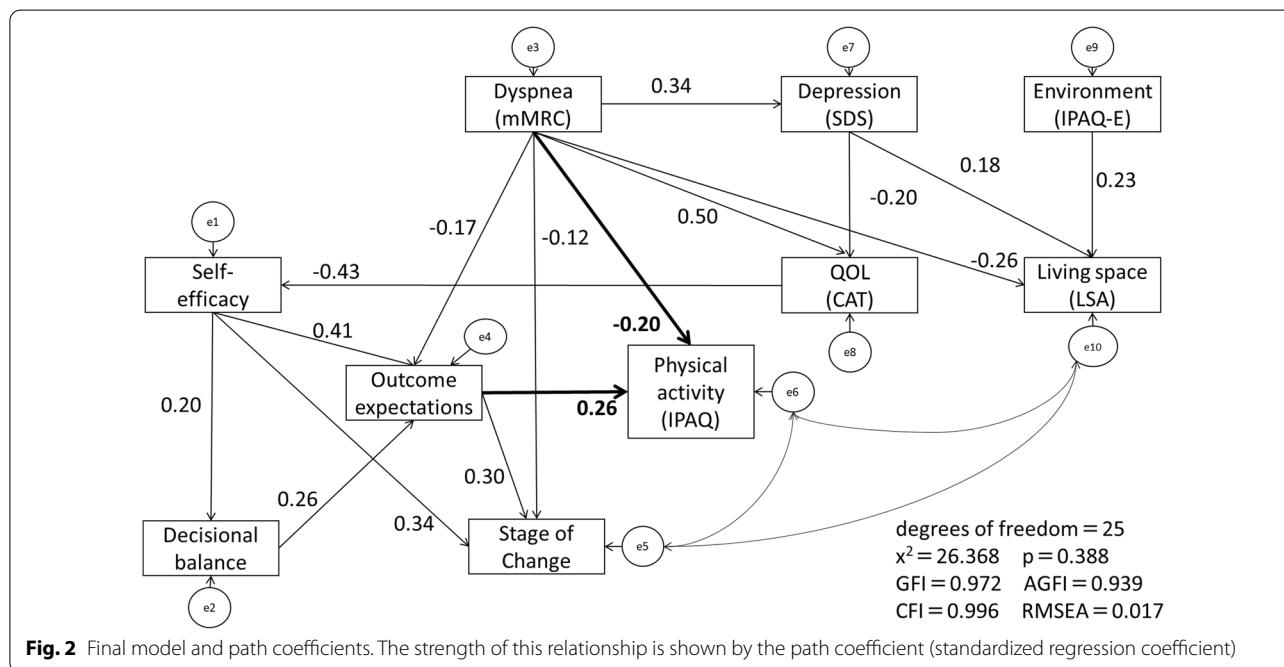 e3
e7
e9
Dyspnea
(mMRC)
0.34
Depression
(SDS)
Environment
(IPAQ-E)
0.18
0.23
-0.20
0.50
-0.17
-0.12
-0.26
e1
Self-
efficacy
-0.43
QOL
(CAT)
Living space
(LSA)
0.41
e4
-0.20
e8
e10
Outcome
expectations
0.26
Physical
activity
(IPAQ)
e6
0.20
0.26
0.30
0.34
Decisional
balance
e2
Stage of
Change
e5
degrees of freedom = 25
x² = 26.368 p = 0.388
GFI = 0.972 AGFI = 0.939
CFI = 0.996 RMSEA = 0.017
Fig. 2 Final model and path coefficients. The strength of this relationship is shown by the path coefficient (standardized regression coefficient)